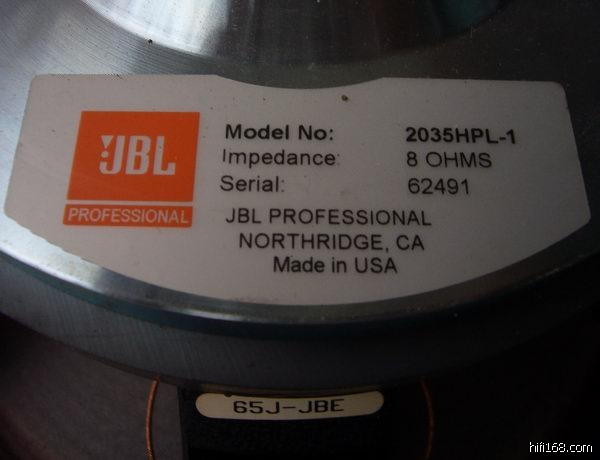 JBL
PROFESSIONAL
Model No: 2035HPL-1
Impedance: 8 OHMS
Serial: 62491
JBL PROFESSIONAL
NORTHRIDGE, CA
Made in USA
65J-JBE
hifi168.com